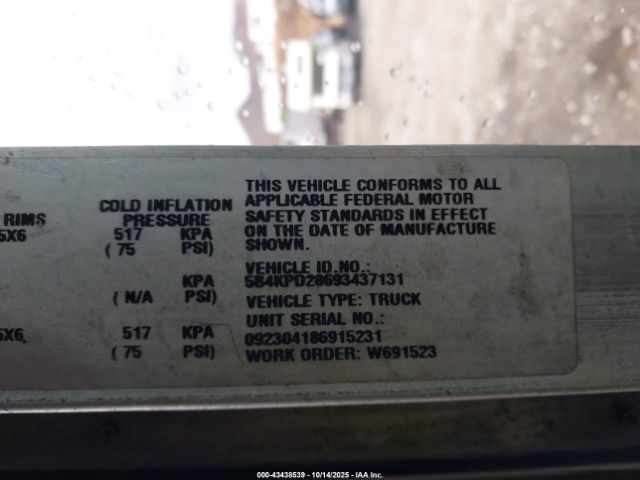 RIMS
5X6
5X6
COLD INFLATION
PRESSURE
517 KPA
( 75 PSI)
KPA
( N/A PSI)
517 KPA
( 75 PSI)
THIS VEHICLE CONFORMS TO ALL
APPLICABLE FEDERAL MOTOR
SAFETY STANDARDS IN EFFECT
ON THE DATE OF MANUFACTURE
SHOWN.
VEHICLE ID.NO.:
5B4KPD28693437131
VEHICLE TYPE: TRUCK
UNIT SERIAL NO.:
092304186915231
WORK ORDER: W691523
000-43438539 - 10/14/2025 - © IAA Inc.